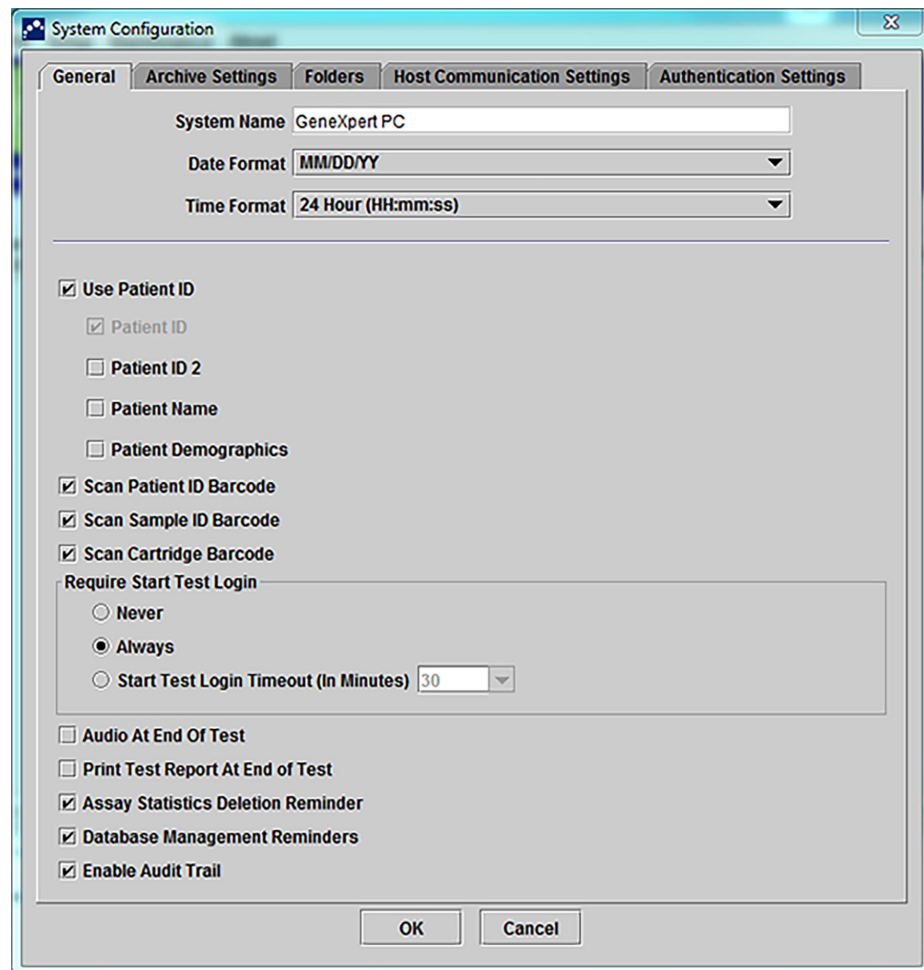 System Configuration
General Archive Settings Folders Host Communication Settings Authentication Settings
System Name GeneXpert PC
Date Format MM/DD/YY
Time Format 24 Hour (HH:mm:ss)
Use Patient ID
Patient ID
Patient ID 2
Patient Name
Patient Demographics
Scan Patient ID Barcode
Scan Sample ID Barcode
Scan Cartridge Barcode
Require Start Test Login
Never
Always
Start Test Login Timeout (In Minutes) 30
Audio At End Of Test
Print Test Report At End of Test
Assay Statistics Deletion Reminder
Database Management Reminders
Enable Audit Trail
OK Cancel